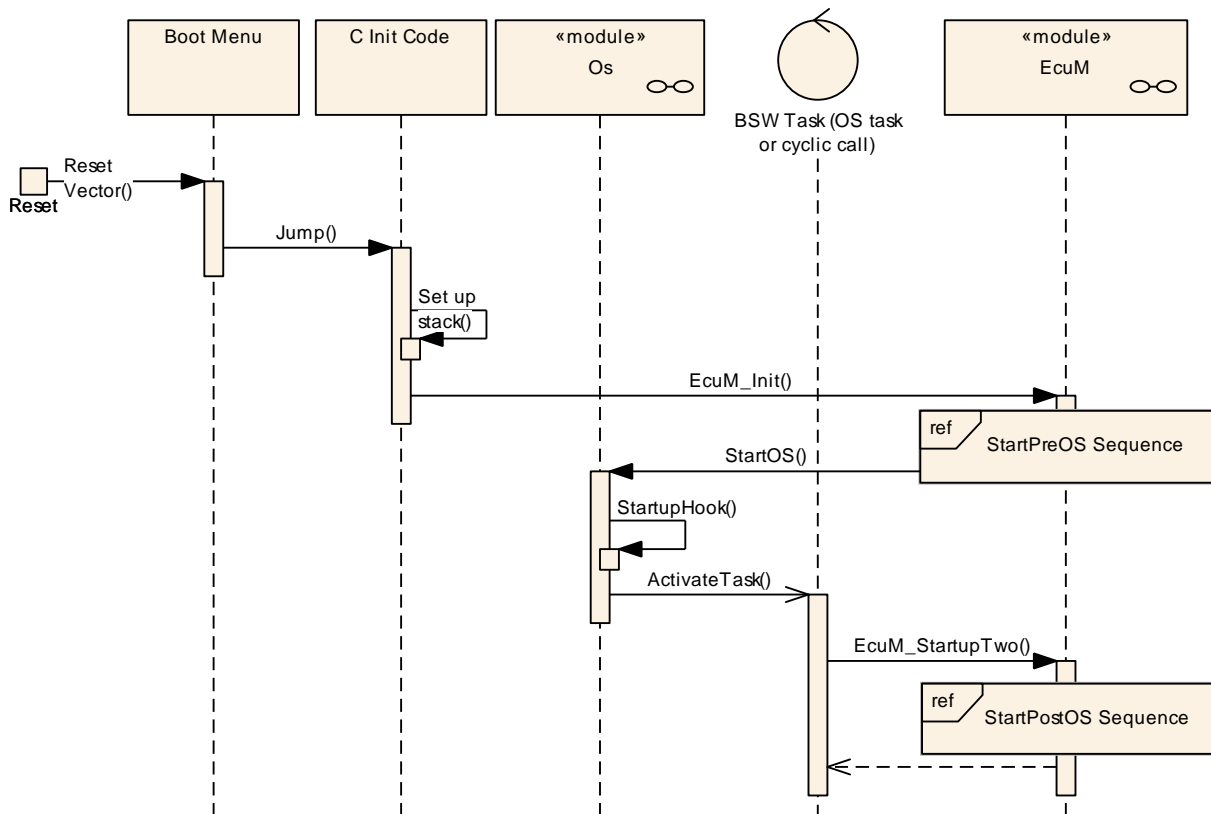 Boot Menu
C Init Code
«module»
Os
BSW Task (OS task
or cyclic call)
«module»
EcuM
Reset
Reset
Vector()
Jump()
Set up
stack()
EcuM_Init()
ref
StartPreOS Sequence
StartOS()
StartupHook()
ActivateTask()
EcuM_StartupTwo()
ref
StartPostOS Sequence